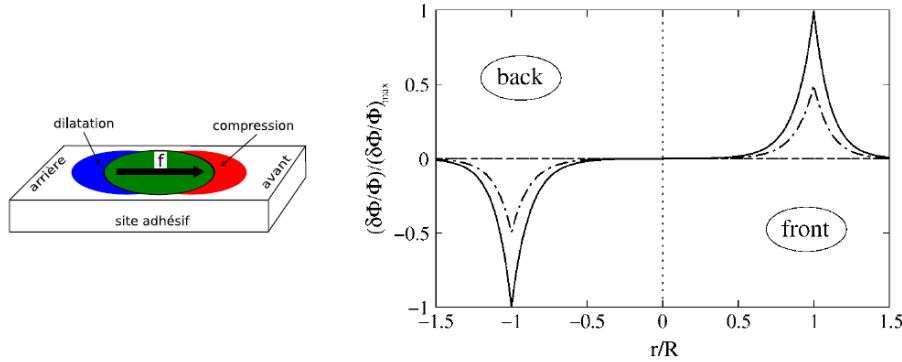 dilatation
compression
f
arrière
avant
site adhésif
(δΦ/Φ)/(δΦ/Φ)max
1
0.5
0
−0.5
−1
back
front
−1.5
−1
−0.5
0
0.5
1
1.5
r/R